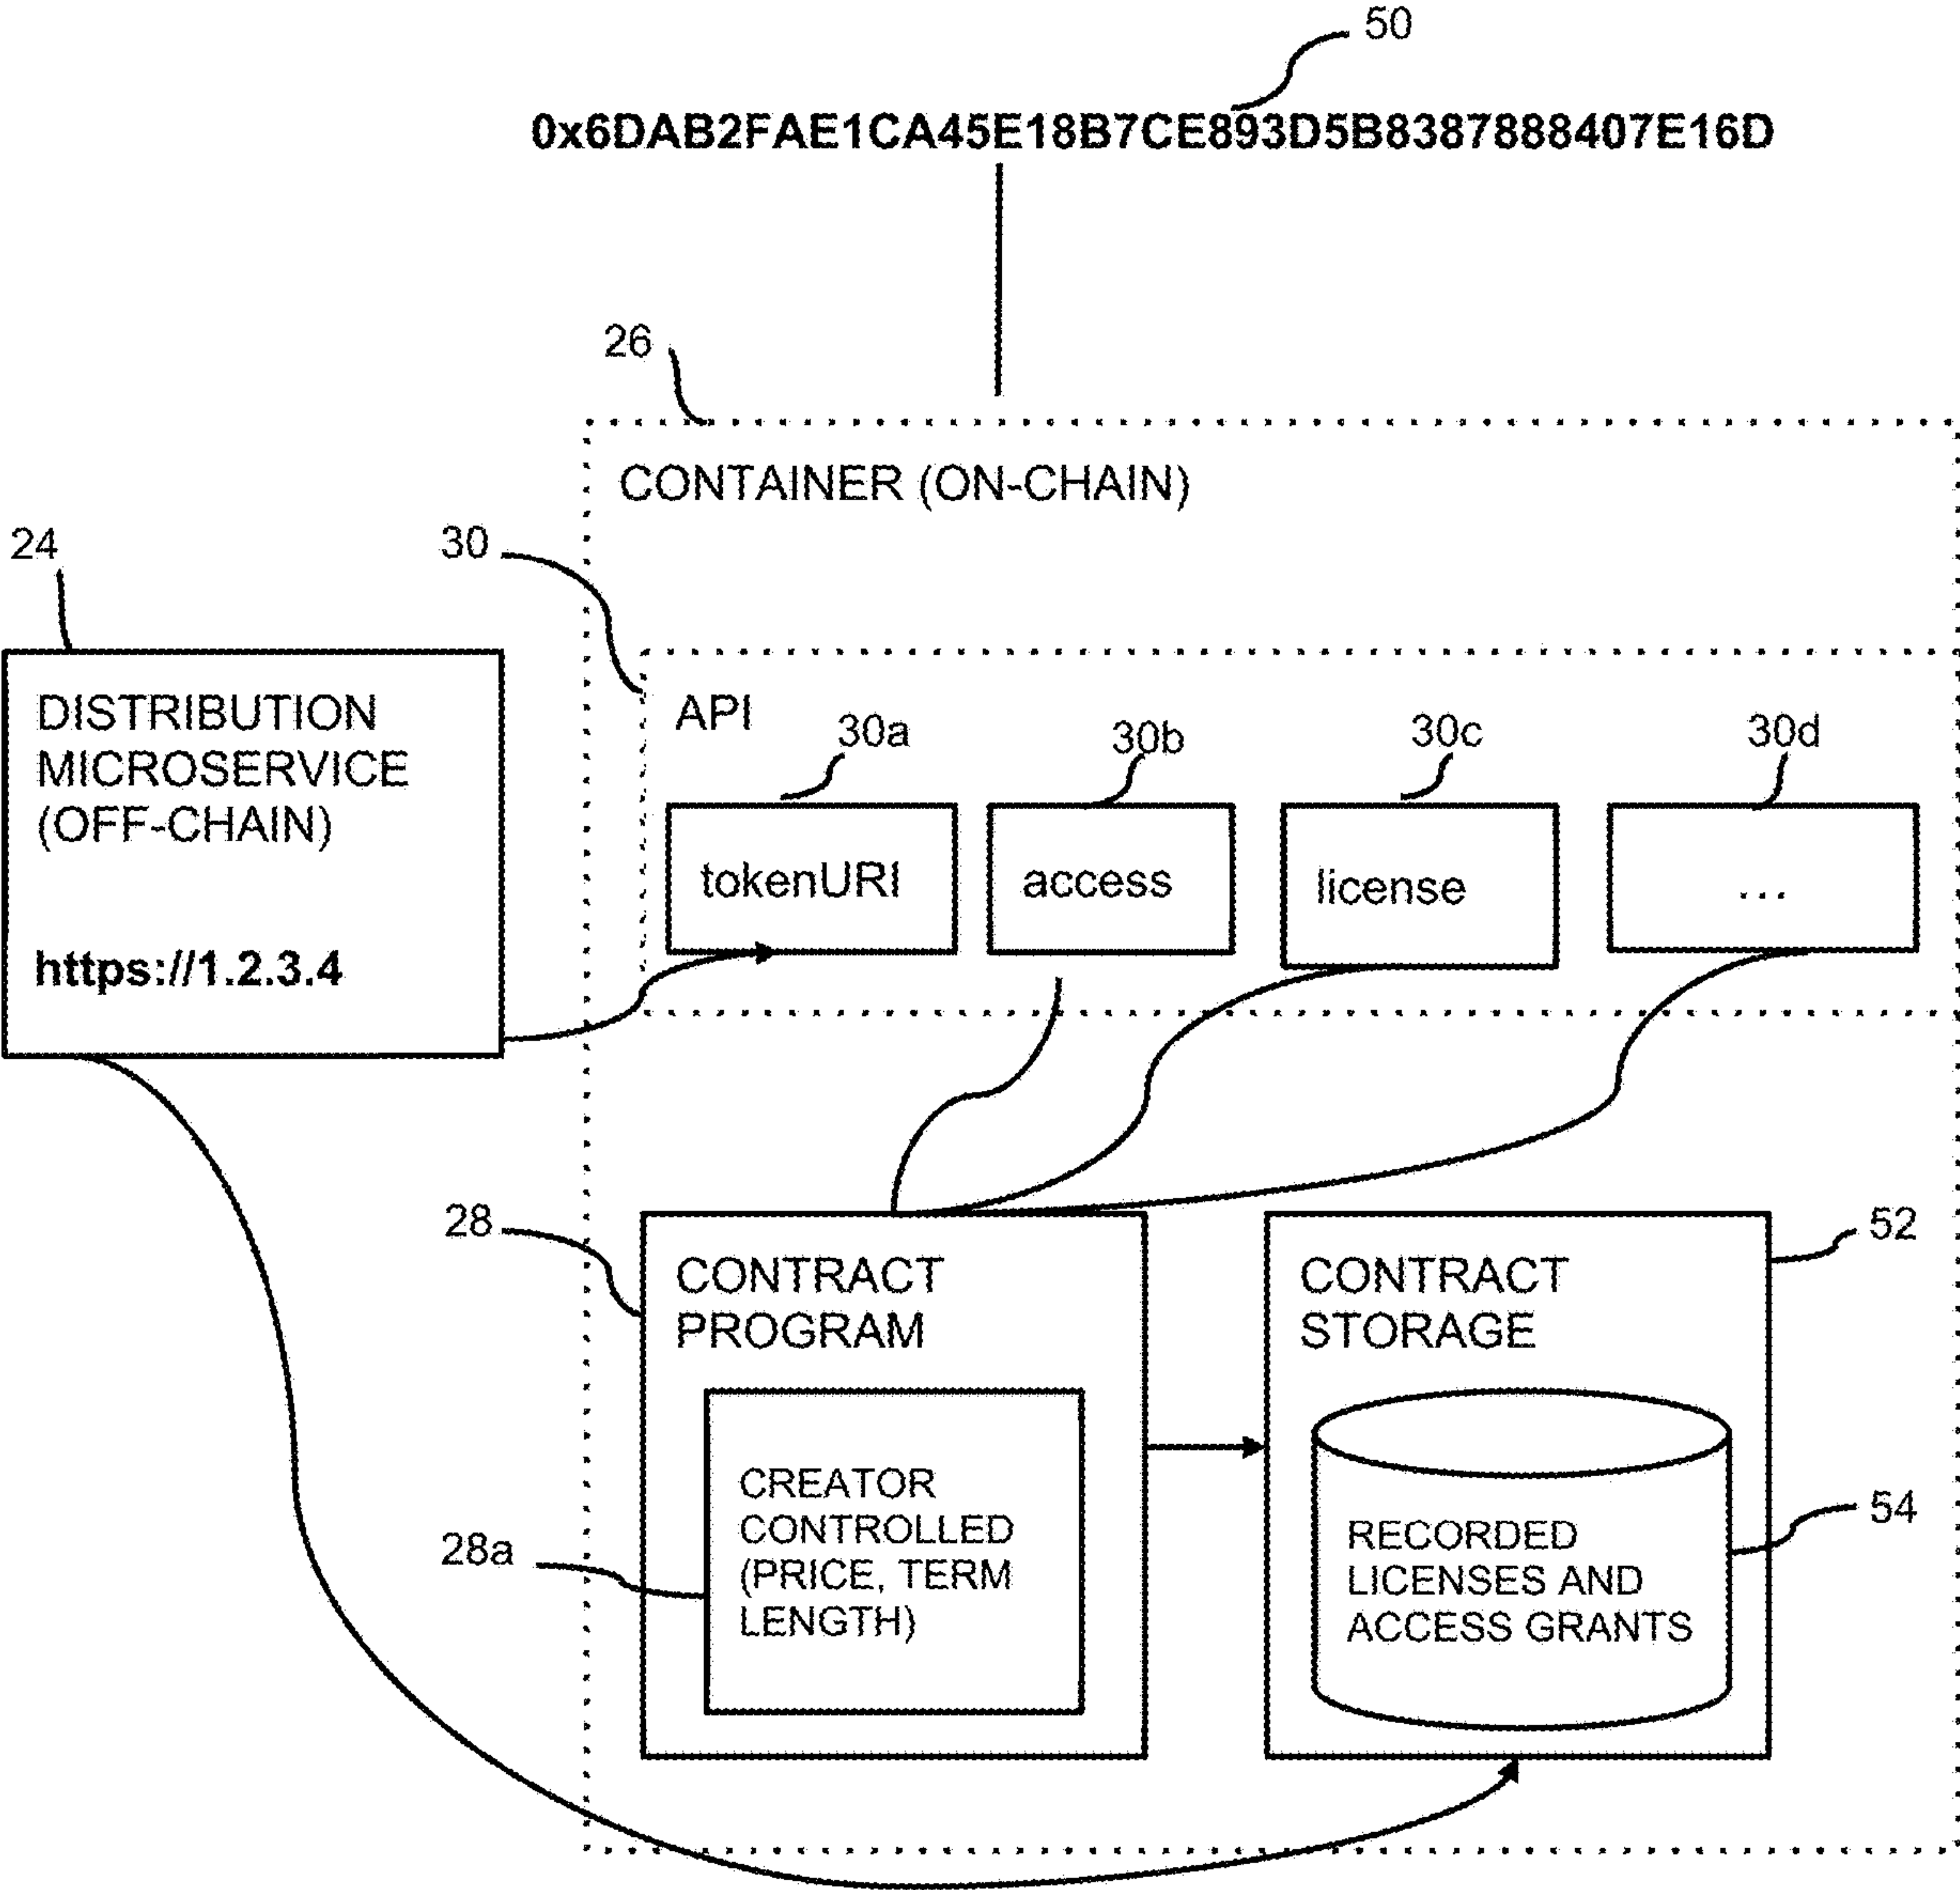 50
0x6DAB2FAE1CA45E18B7CE893D5B8387888407E16D
26
CONTAINER (ON-CHAIN)
24
30
DISTRIBUTION
MICROSERVICE
(OFF-CHAIN)
https://1.2.3.4
API
30a
30b
30c
30d
tokenURI
access
license
...
28
CONTRACT
PROGRAM
28a
CREATOR
CONTROLLED
(PRICE, TERM
LENGTH)
52
CONTRACT
STORAGE
54
RECORDED
LICENSES AND
ACCESS GRANTS